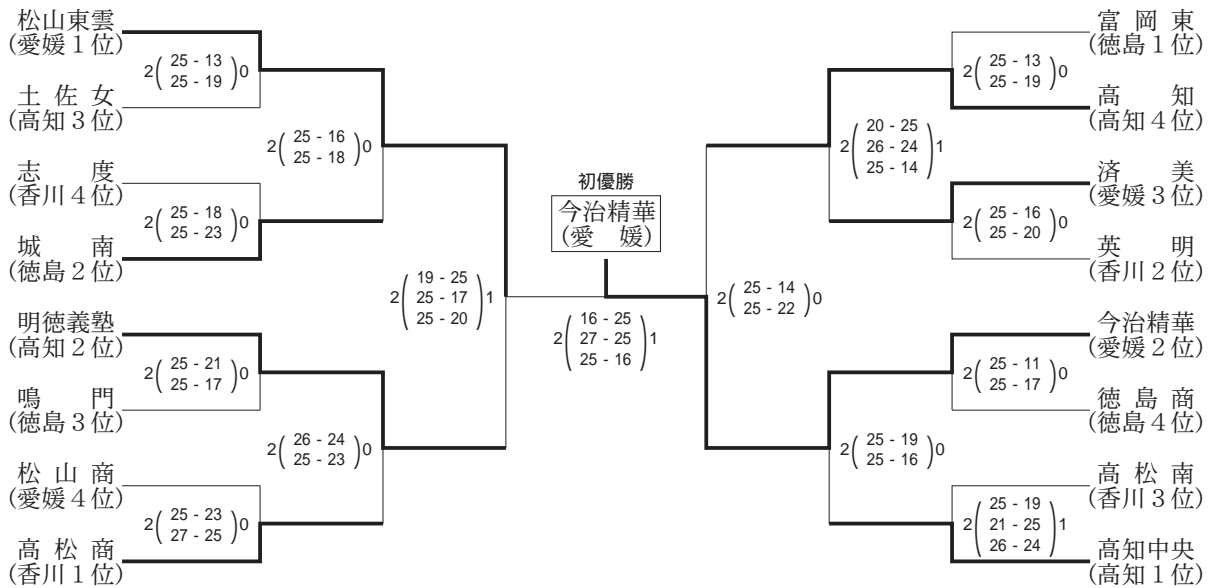 松山東雲
(愛媛１位)
2( 25 - 13
25 - 19 )0
土佐女
(高知３位)
2( 25 - 16
25 - 18 )0
志度
(香川４位)
2( 25 - 18
25 - 23 )0
城南
(徳島２位)
2( 19 - 25
25 - 17
25 - 20 )1
明徳義塾
(高知２位)
2( 25 - 21
25 - 17 )0
鳴門
(徳島３位)
2( 26 - 24
25 - 23 )0
松山商
(愛媛４位)
2( 25 - 23
27 - 25 )0
高松商
(香川１位)
初優勝
今治精華
(愛媛)
2( 16 - 25
27 - 25
25 - 16 )1
富岡東
(徳島１位)
2( 25 - 13
25 - 19 )0
高知
(高知４位)
2( 20 - 25
26 - 24
25 - 14 )1
済美
(愛媛３位)
2( 25 - 16
25 - 20 )0
英明
(香川２位)
2( 25 - 14
25 - 22 )0
今治精華
(愛媛２位)
2( 25 - 11
25 - 17 )0
徳島商
(徳島４位)
2( 25 - 19
25 - 16 )0
高松南
(香川３位)
2( 25 - 19
21 - 25
26 - 24 )1
高知中央
(高知１位)